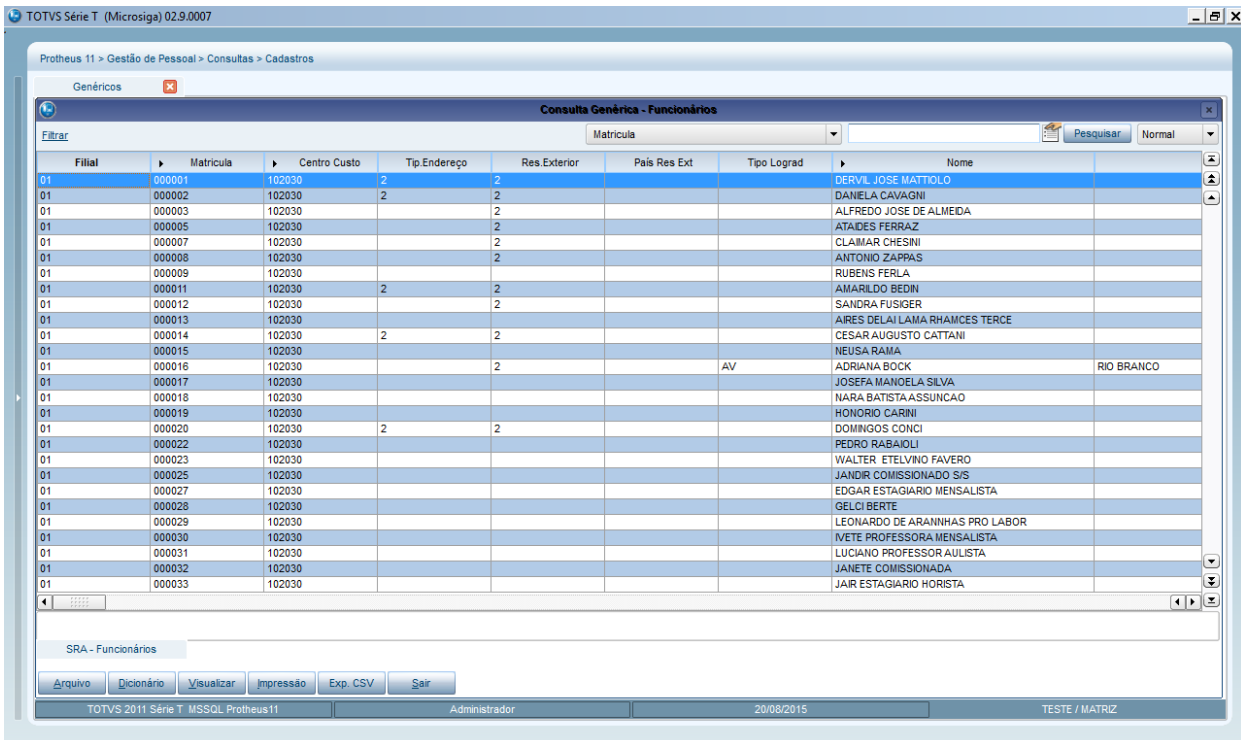 TOTVS Série T (Microsiga) 02.9.0007
Protheus 11 > Gestão de Pessoal > Consultas > Cadastros
Genéricos
Consulta Genérica - Funcionários
Filtrar Matricula Pesquisar Normal
Filial Matricula Centro Custo Tip.Endereço Res.Exterior País Res Ext Tipo Lograd Nome
01 000001 102030 2 2 DERVIL JOSE MATTIOLO
01 000002 102030 2 2 DANIELA CAVAGNI
01 000003 102030 2 ALFREDO JOSE DE ALMEIDA
01 000005 102030 2 ATAIDES FERRAZ
01 000007 102030 2 CLAIMAR CHESINI
01 000008 102030 2 ANTONIO ZAPPAS
01 000009 102030 RUBENS FERLA
01 000011 102030 2 2 AMARILDO BEDIN
01 000012 102030 2 SANDRA FUSIGER
01 000013 102030 AIRES DELAI LAMA RHAMCES TERCE
01 000014 102030 2 2 CESAR AUGUSTO CATTANI
01 000015 102030 NEUSA RAMA
01 000016 102030 2 AV ADRIANA BOCK RIO BRANCO
01 000017 102030 JOSEFA MANOELA SILVA
01 000018 102030 NARA BATISTA ASSUNCAO
01 000019 102030 HONORIO CARINI
01 000020 102030 2 2 DOMINGOS CONCI
01 000022 102030 PEDRO RABAIOLI
01 000023 102030 WALTER ETELVINO FAVERO
01 000025 102030 JANDIR COMISSIONADO S/S
01 000027 102030 EDGAR ESTAGIARIO MENSALISTA
01 000028 102030 GELCI BERTE
01 000029 102030 LEONARDO DE ARANNHAS PRO LABOR
01 000030 102030 IVETE PROFESSORA MENSALISTA
01 000031 102030 LUCIANO PROFESSOR AULISTA
01 000032 102030 JANETE COMISSIONADA
01 000033 102030 JAIR ESTAGIARIO HORISTA
SRA - Funcionários
Arquivo Dicionário Visualizar Impressão Exp. CSV Sair
TOTVS 2011 Série T MSSQL Protheus11 Administrador 20/08/2015 TESTE / MATRIZ